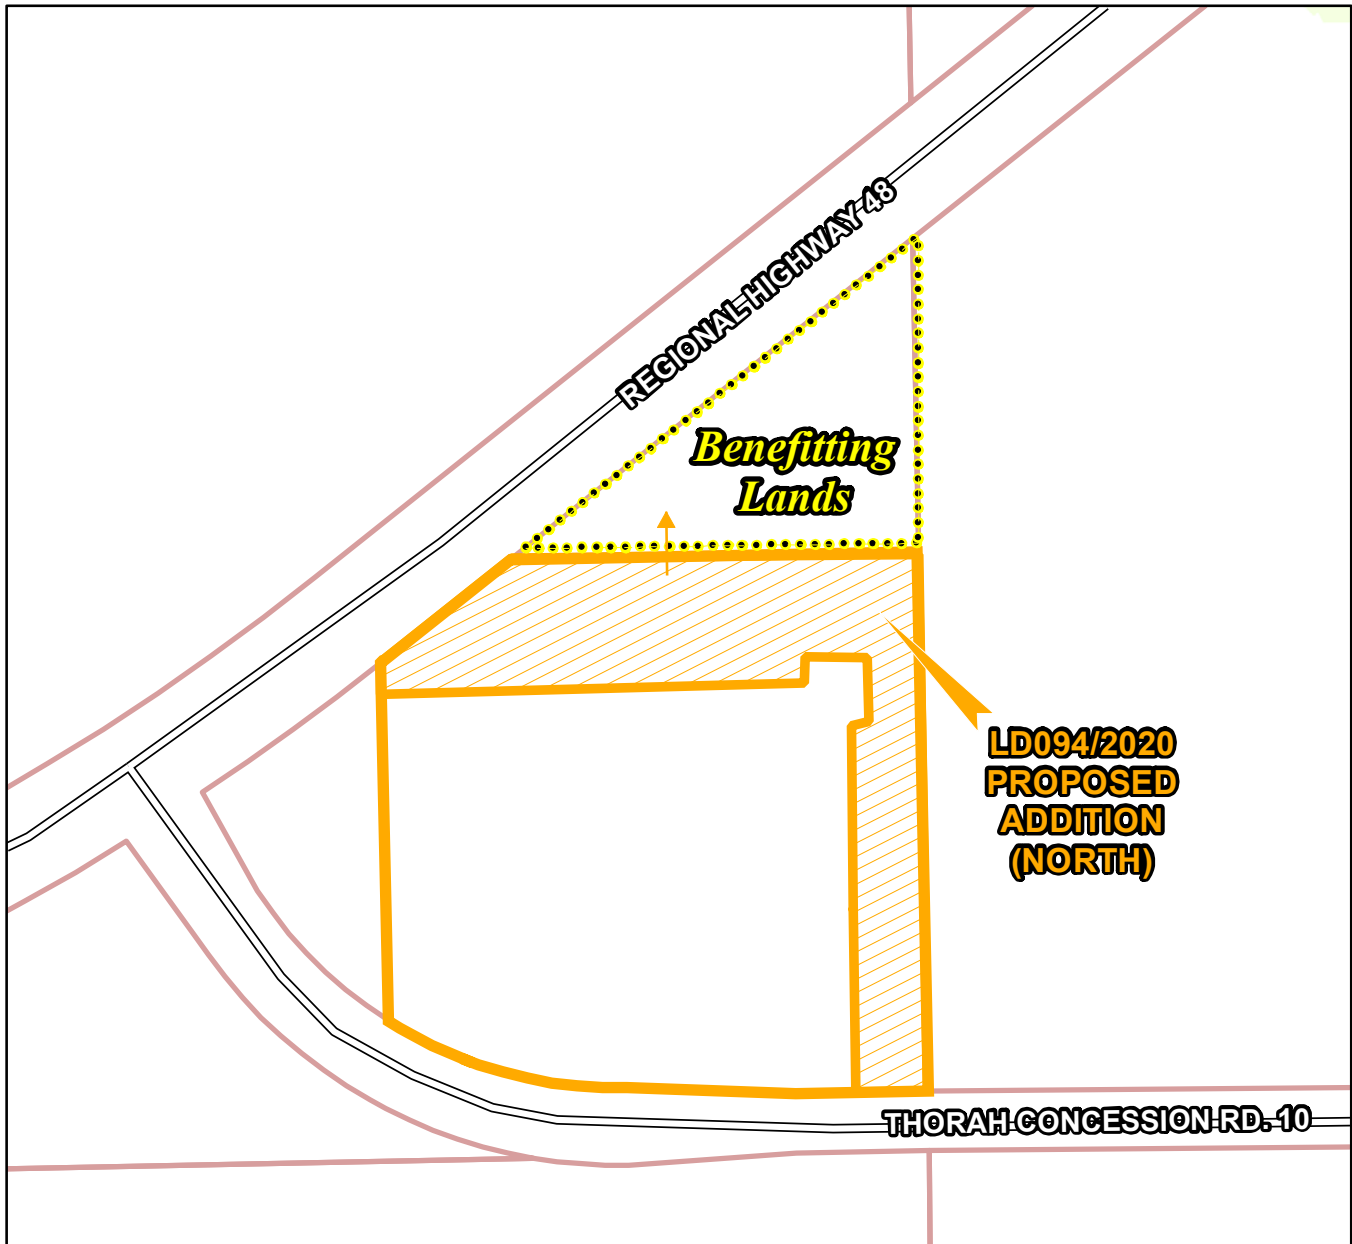 REGIONAL HIGHWAY 48
Benefitting
Lands
LD094/2020
PROPOSED
ADDITION
(NORTH)
THORAH CONCESSION RD. 10